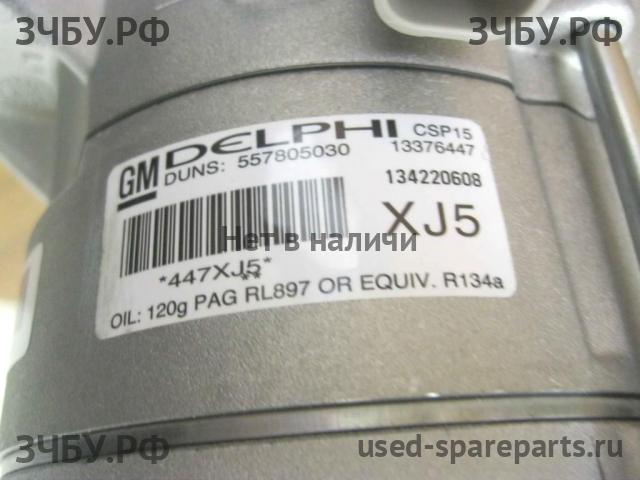 ЗЧБУ.РФ
ЗЧБУ.РФ
GM DELPHI CSP15
DUNS: 557805030 13376447
134220608
XJ5
Нет в наличи
*447XJ5*
**
OIL: 120g PAG RL897 OR EQUIV. R134a
ЗЧБУ.РФ
used-spareparts.ru